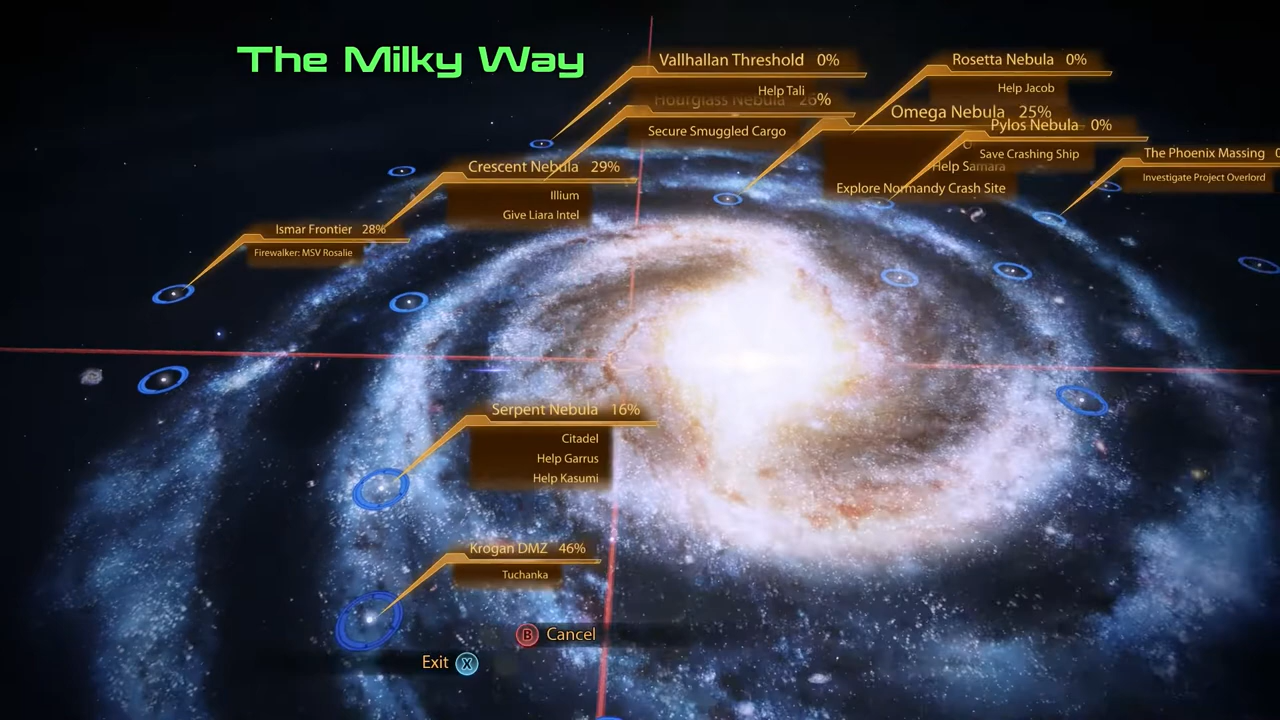 The Milky Way
Vallhallan Threshold 0%
Help Tali
Rosetta Nebula 0%
Help Jacob
Hourglass Nebula 26%
Secure Smuggled Cargo
Omega Nebula 25%
Help Samara
Explore Normandy Crash Site
Pylos Nebula 0%
Save Crashing Ship
The Phoenix Massing 0
Investigate Project Overlord
Crescent Nebula 29%
Illium
Give Liara Intel
Ismar Frontier 28%
Firewalker: MSV Rosalie
Serpent Nebula 16%
Citadel
Help Garrus
Help Kasumi
Krogan DMZ 46%
Tuchanka
B Cancel
Exit X